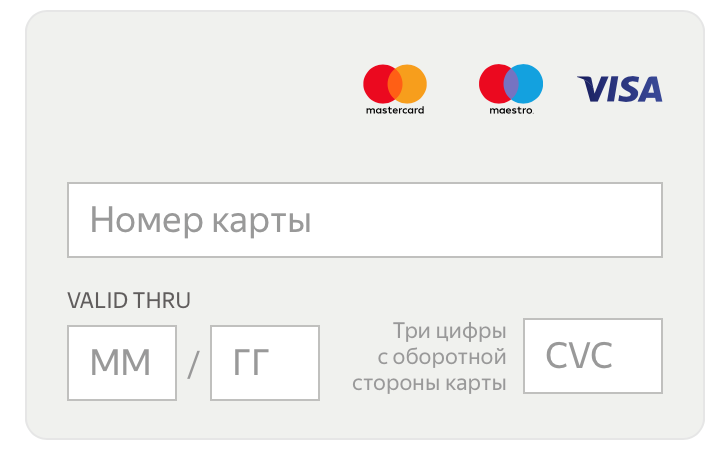 mastercard
maestro
VISA
Номер карты
VALID THRU
ММ / ГГ
Три цифры
с оборотной
стороны карты
CVC